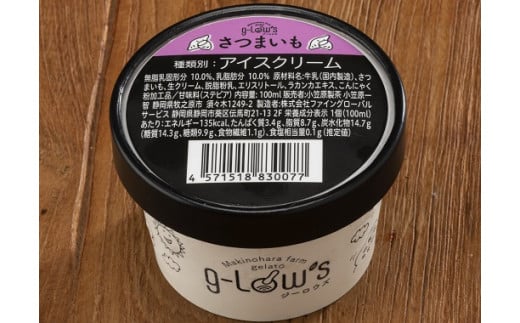 g-LOW's
さつまいも
種類別:アイスクリーム
無脂乳固形分 10.0%、乳脂肪分 10.0% 原材料名:牛乳(国内製造)、さつ
まいも、生クリーム、脱脂粉乳、エリスリトール、ラカンカエキス、こんにゃく
粉加工品/甘味料(ステビア) 内容量:100ml 販売者:小笠原製茶 小笠原一
智 静岡県牧之原市 須々木1249-2 製造者:株式会社ファイングローバル
サービス 静岡県静岡市葵区伝馬町21-13 2F 栄養成分表示 1個(100ml)
あたり:エネルギー135kcal、たんぱく質3.4g、脂質8.7g、炭水化物14.7g
(糖質14.3g、糖類9.9g、食物繊維1.1g)、食塩相当量0.1g(推定値)
4 571518 830077
Makinohara farm
gelato
g-LOW's
ジーロウズ